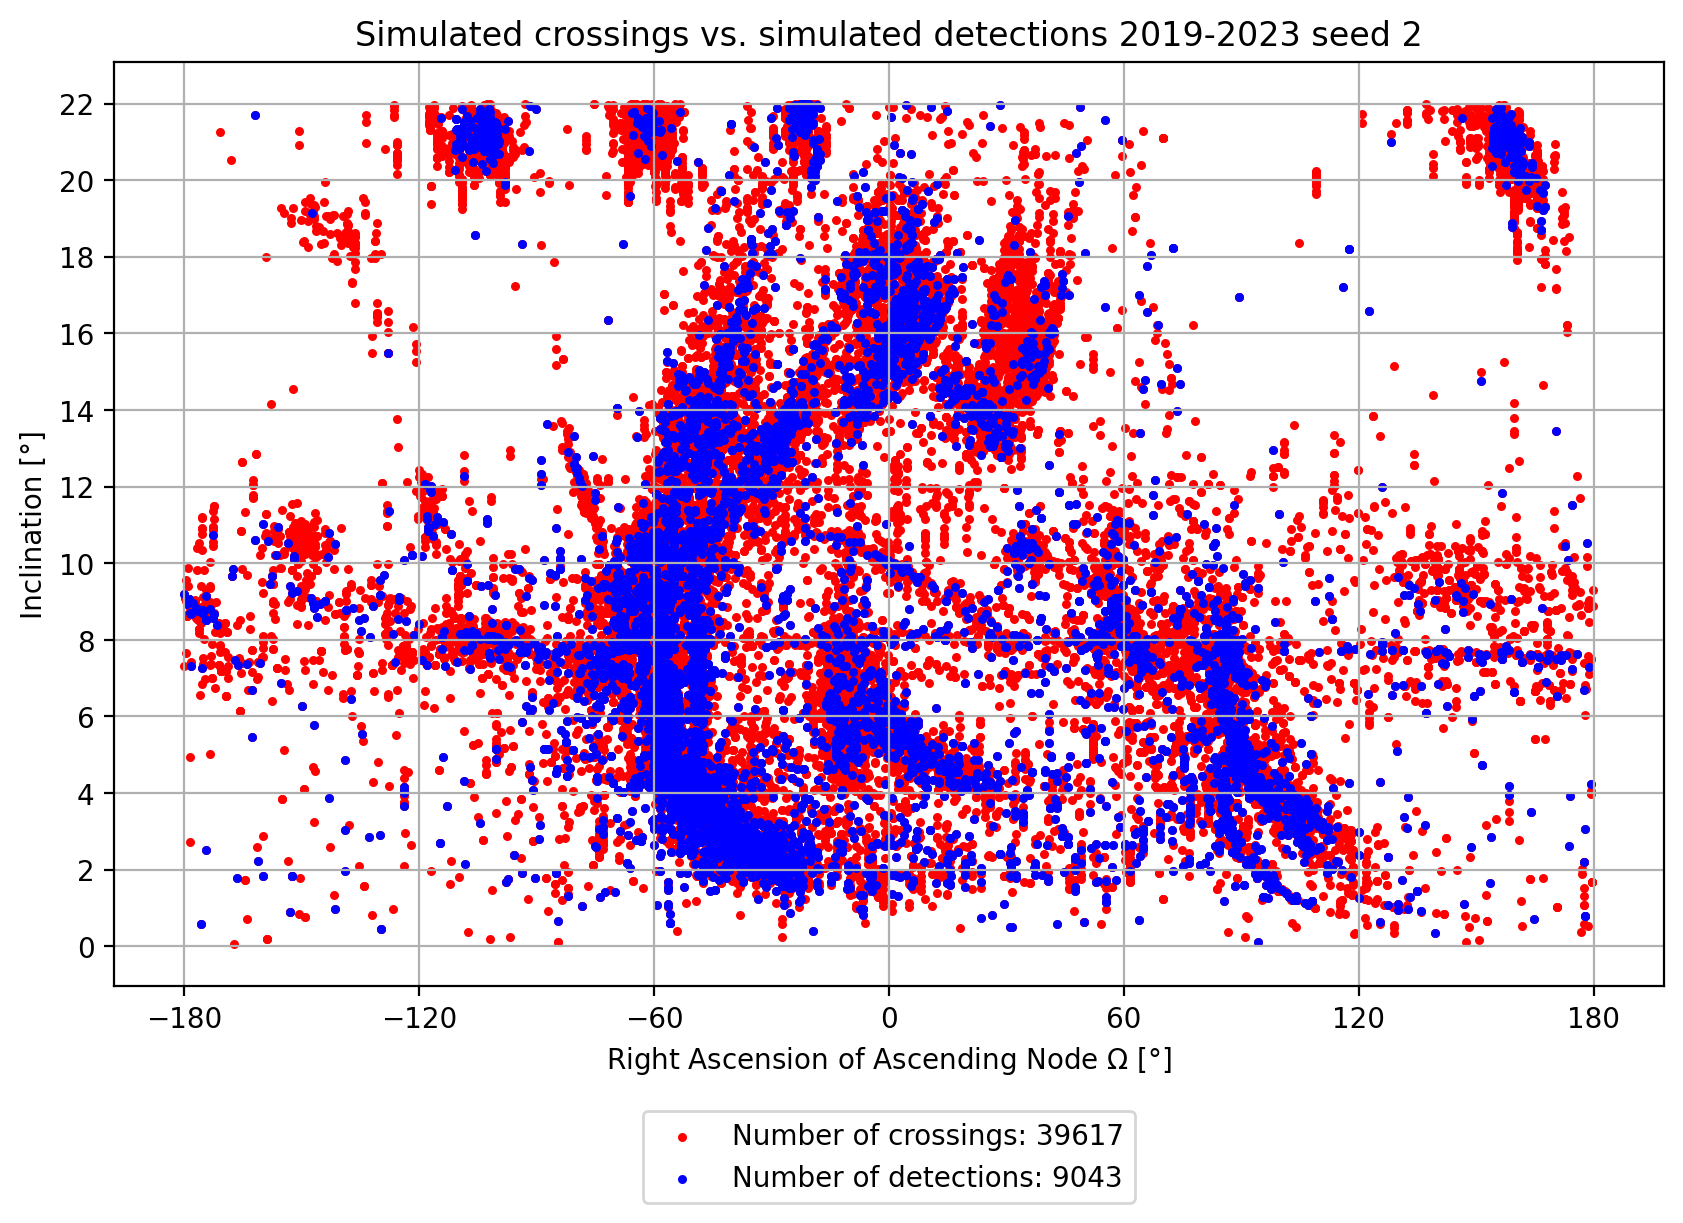 Simulated crossings vs. simulated detections 2019-2023 seed 2
22
20
18
16
14
12
10
8
6
4
2
0
Inclination [°]
−180 −120 −60 0 60 120 180
Right Ascension of Ascending Node Ω [°]
Number of crossings: 39617
Number of detections: 9043